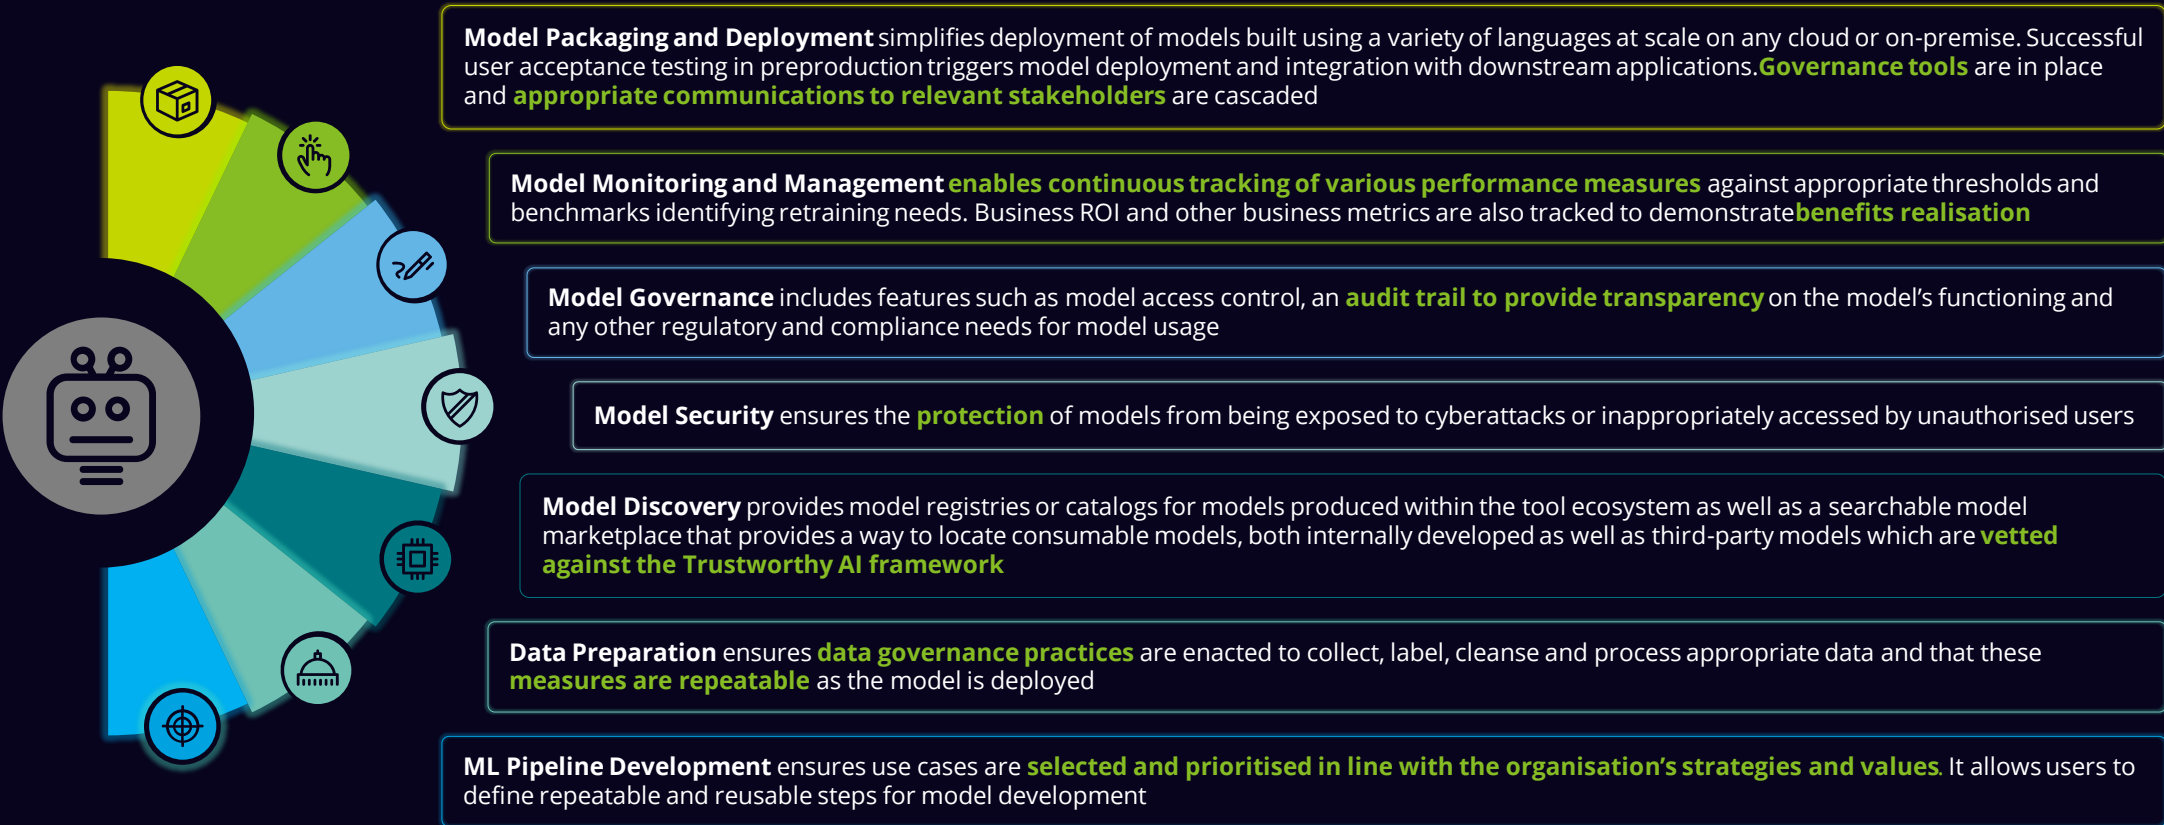 Model Packaging and Deployment simplifies deployment of models built using a variety of languages at scale on any cloud or on-premise. Successful
user acceptance testing in preproduction triggers model deployment and integration with downstream applications. Governance tools are in place
and appropriate communications to relevant stakeholders are cascaded
Model Monitoring and Management enables continuous tracking of various performance measures against appropriate thresholds and
benchmarks identifying retraining needs. Business ROI and other business metrics are also tracked to demonstrate benefits realisation
Model Governance includes features such as model access control, an audit trail to provide transparency on the model’s functioning and
any other regulatory and compliance needs for model usage
Model Security ensures the protection of models from being exposed to cyberattacks or inappropriately accessed by unauthorised users
Model Discovery provides model registries or catalogs for models produced within the tool ecosystem as well as a searchable model
marketplace that provides a way to locate consumable models, both internally developed as well as third-party models which are vetted
against the Trustworthy AI framework
Data Preparation ensures data governance practices are enacted to collect, label, cleanse and process appropriate data and that these
measures are repeatable as the model is deployed
ML Pipeline Development ensures use cases are selected and prioritised in line with the organisation’s strategies and values. It allows users to
define repeatable and reusable steps for model development